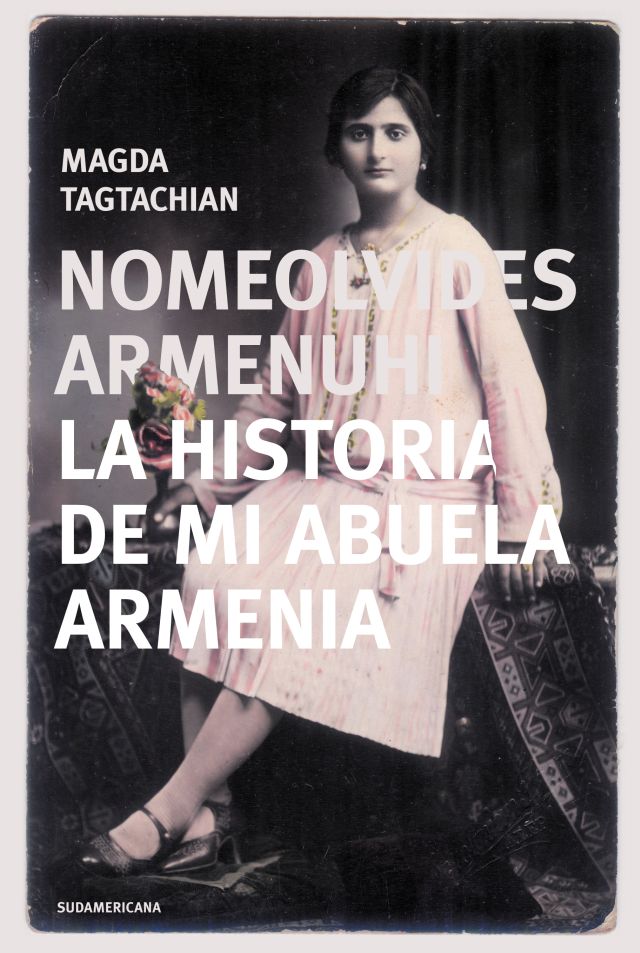 MAGDA
TAGTACHIAN
NOMEOLVIDES
ARMENUHI
LA HISTORIA
DE MI ABUELA
ARMENIA
SUDAMERICANA